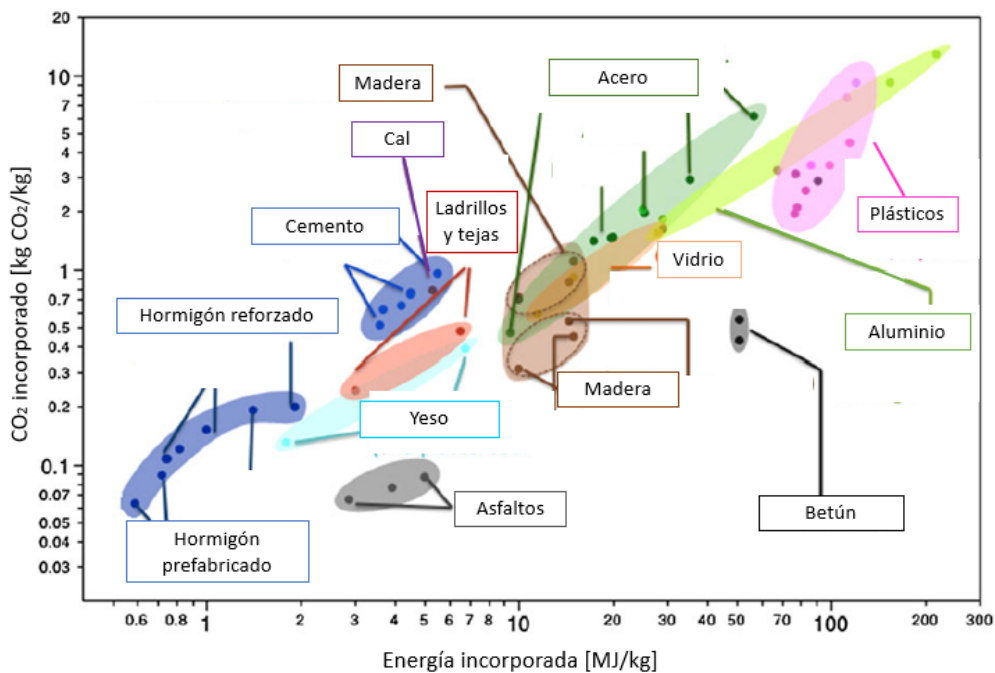 20
10
7
5
4
3
2
1
0.7
0.5
0.4
0.3
0.2
0.1
0.07
0.05
0.04
0.03
CO₂ incorporado [kg CO₂/kg]
Madera
Acero
Cal
Cemento
Ladrillos
y tejas
Plásticos
Vidrio
Hormigón reforzado
Aluminio
Madera
Yeso
Asfaltos
Betún
Hormigón
prefabricado
0.6 0.8 1 2 3 4 5 6 7 8 10 20 30 40 50 70 100 200 300
Energía incorporada [MJ/kg]